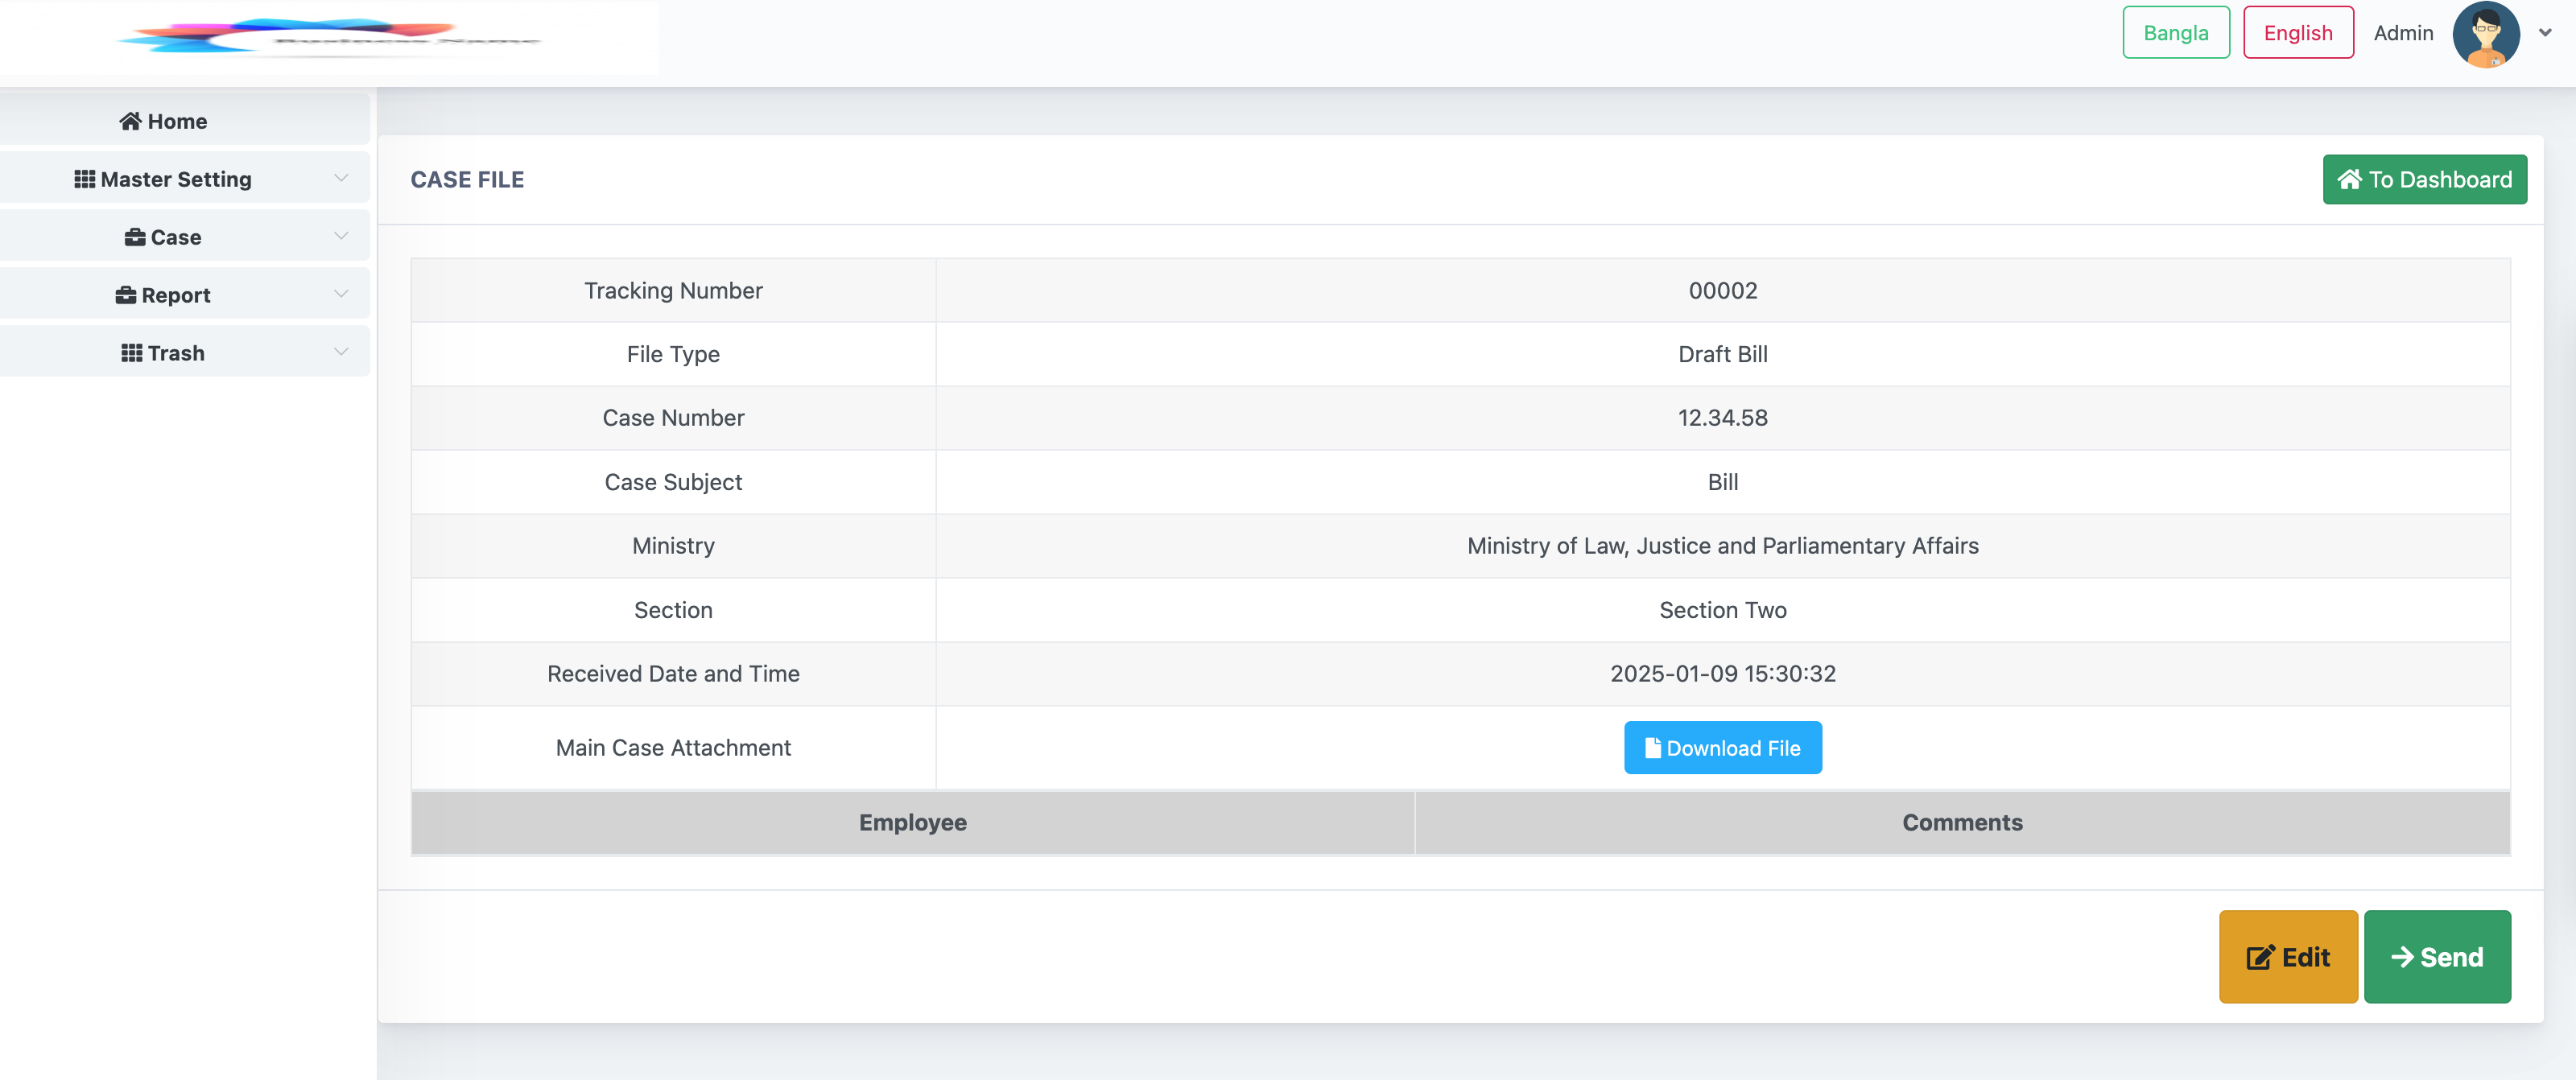 Business Name
Bangla English Admin
Home
Master Setting
Case
Report
Trash
CASE FILE
To Dashboard
Tracking Number 00002
File Type Draft Bill
Case Number 12.34.58
Case Subject Bill
Ministry Ministry of Law, Justice and Parliamentary Affairs
Section Section Two
Received Date and Time 2025-01-09 15:30:32
Main Case Attachment Download File
Employee Comments
Edit Send